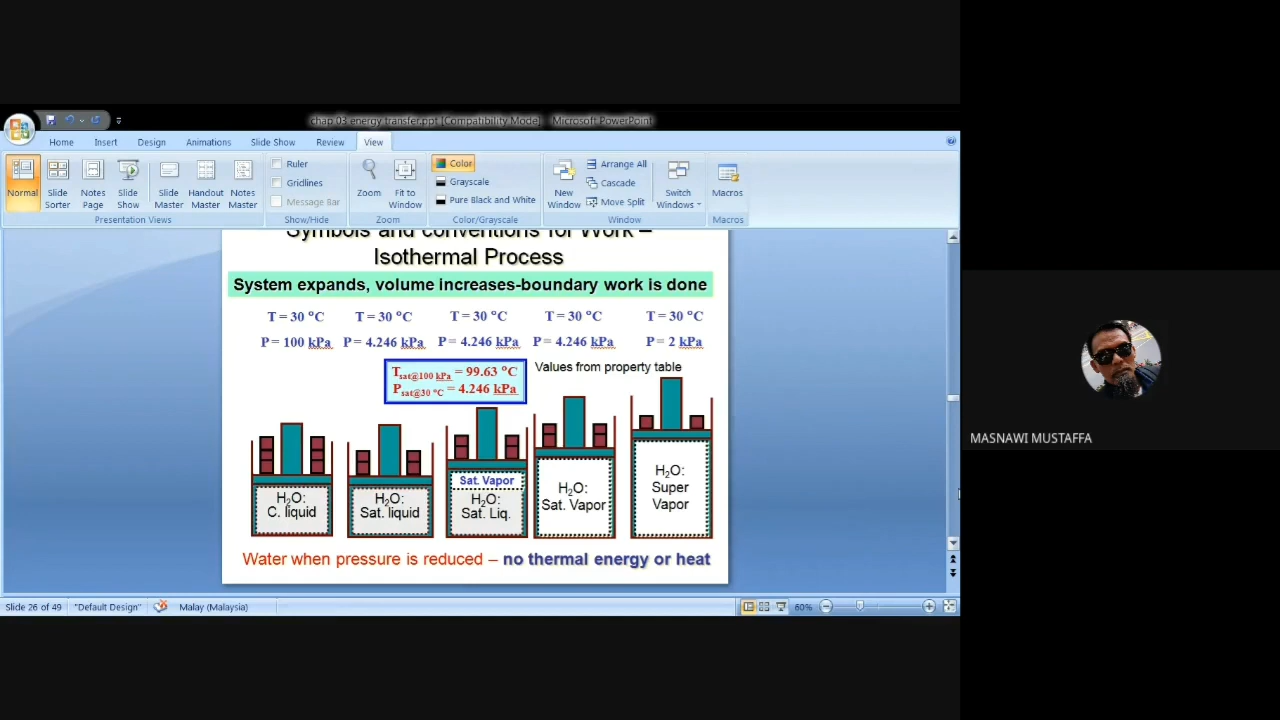 chap 03 energy transfer.ppt [Compatibility Mode] - Microsoft PowerPoint
Home Insert Design Animations Slide Show Review View
Normal
Slide Sorter
Notes Page
Slide Show
Slide Master
Handout Master
Notes Master
Presentation Views
Ruler
Gridlines
Message Bar
Show/Hide
Zoom
Fit to Window
Zoom
Color
Grayscale
Pure Black and White
Color/Grayscale
New Window
Arrange All
Cascade
Move Split
Switch Windows
Window
Macros
Macros
Symbols and conventions for Work –
Isothermal Process
System expands, volume increases-boundary work is done
T = 30 °C T = 30 °C T = 30 °C T = 30 °C T = 30 °C
P = 100 kPa P = 4.246 kPa P = 4.246 kPa P = 4.246 kPa P = 2 kPa
Tsat@100 kPa = 99.63 °C
Psat@30 °C = 4.246 kPa
Values from property table
H2O:
C. liquid
H2O:
Sat. liquid
Sat. Vapor
H2O:
Sat. Liq.
H2O:
Sat. Vapor
H2O:
Super
Vapor
Water when pressure is reduced – no thermal energy or heat
Slide 26 of 49 "Default Design" Malay (Malaysia) 60%
MASNAWI MUSTAFFA